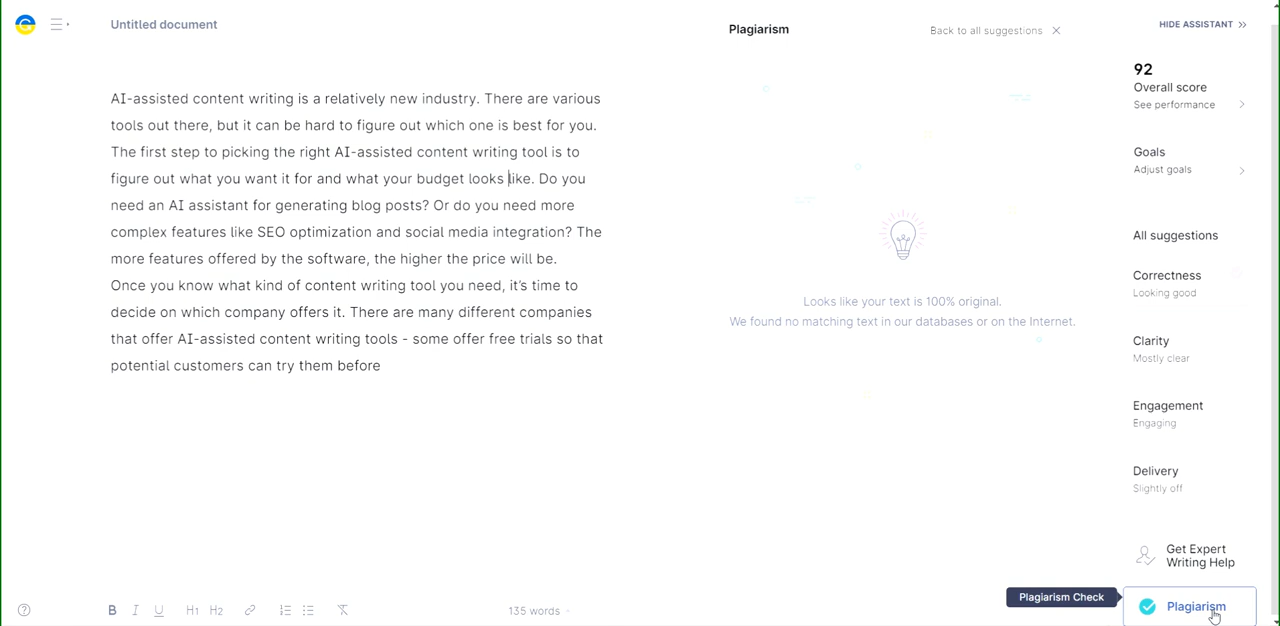 Untitled document
Plagiarism
Back to all suggestions
HIDE ASSISTANT
AI-assisted content writing is a relatively new industry. There are various
tools out there, but it can be hard to figure out which one is best for you.
The first step to picking the right AI-assisted content writing tool is to
figure out what you want it for and what your budget looks like. Do you
need an AI assistant for generating blog posts? Or do you need more
complex features like SEO optimization and social media integration? The
more features offered by the software, the higher the price will be.
Once you know what kind of content writing tool you need, it's time to
decide on which company offers it. There are many different companies
that offer AI-assisted content writing tools - some offer free trials so that
potential customers can try them before
Looks like your text is 100% original.
We found no matching text in our databases or on the Internet.
92
Overall score
See performance
Goals
Adjust goals
All suggestions
Correctness
Looking good
Clarity
Mostly clear
Engagement
Engaging
Delivery
Slightly off
Get Expert
Writing Help
Plagiarism Check
Plagiarism
B I U H1 H2
135 words